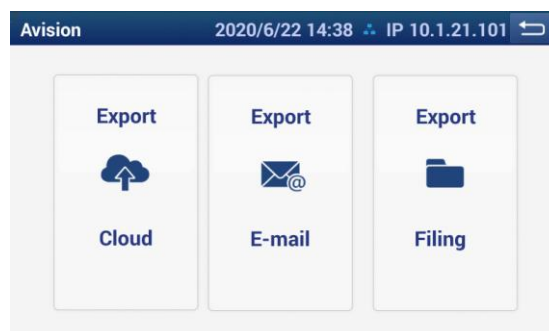 Avision 2020/6/22 14:38 IP 10.1.21.101
Export Export Export
@
Cloud E-mail Filing